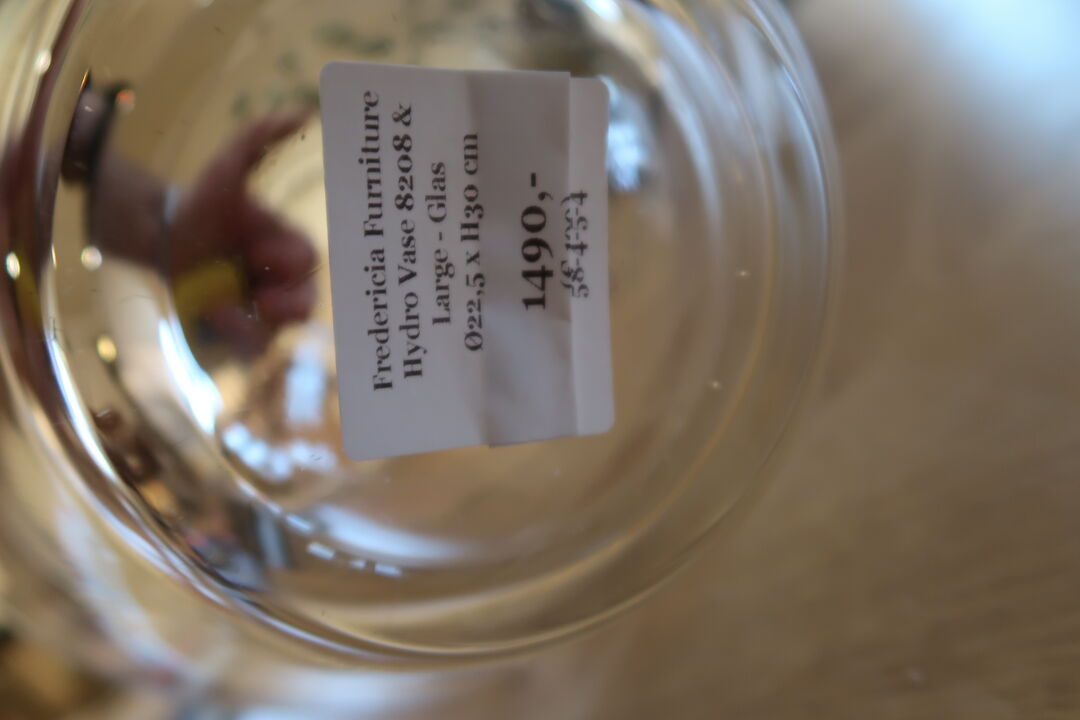 Fredericia Furniture
Hydro Vase 8208 &
Large - Glas
Ø22,5 x H30 cm
1490,-